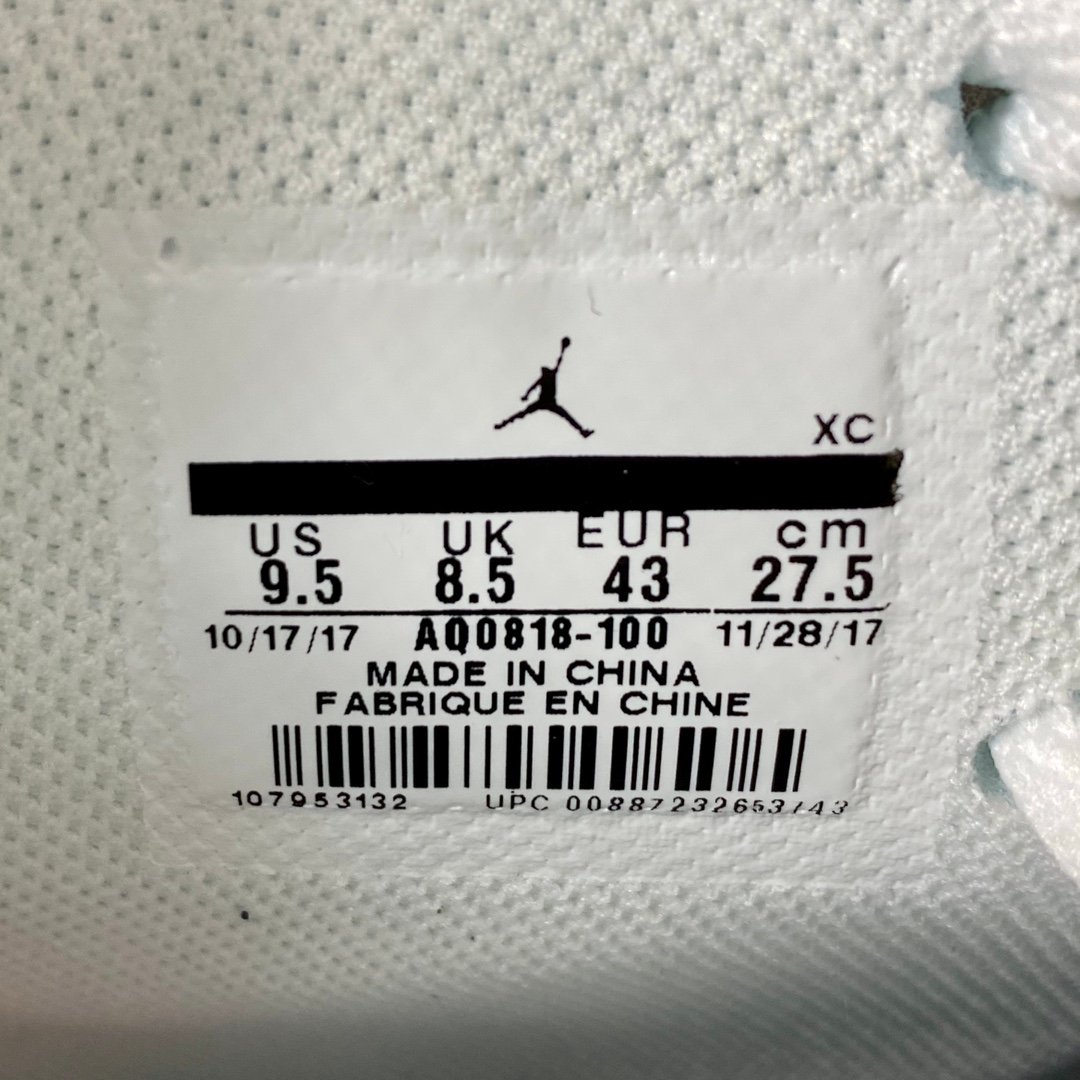 XC
US UK EUR cm
9.5 8.5 43 27.5
10/17/17 AQ0818-100 11/28/17
MADE IN CHINA
FABRIQUE EN CHINE
107953132 UPC